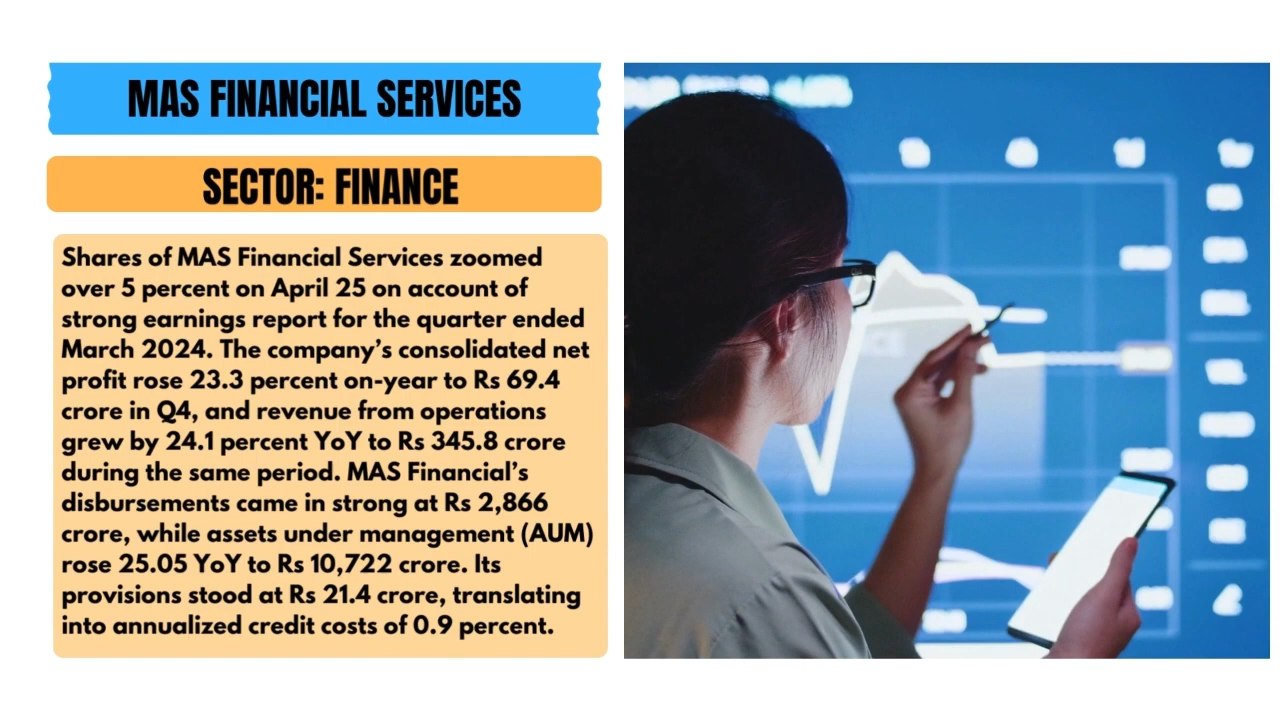 MAS FINANCIAL SERVICES
SECTOR: FINANCE
Shares of MAS Financial Services zoomed
over 5 percent on April 25 on account of
strong earnings report for the quarter ended
March 2024. The company's consolidated net
profit rose 23.3 percent on-year to Rs 69.4
crore in Q4, and revenue from operations
grew by 24.1 percent YoY to Rs 345.8 crore
during the same period. MAS Financial's
disbursements came in strong at Rs 2,866
crore, while assets under management (AUM)
rose 25.05 YoY to Rs 10,722 crore. Its
provisions stood at Rs 21.4 crore, translating
into annualized credit costs of 0.9 percent.